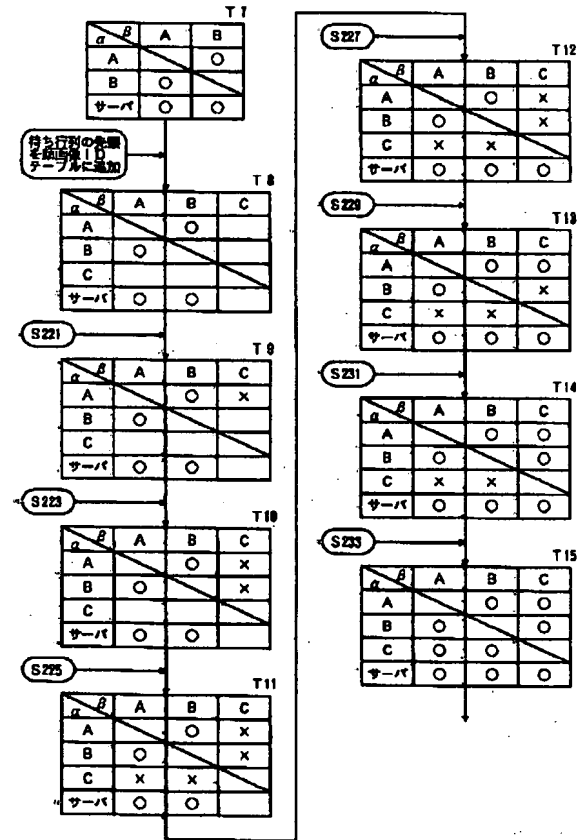 T7
α β A B
A ○
B ○
サーバ ○ ○
待ち行列の先頭
を動画像ID
テーブルに追加
T8
α β A B C
A ○
B ○
C
サーバ ○ ○
S221
T9
α β A B C
A ○ ×
B ○
C
サーバ ○ ○
S223
T10
α β A B C
A ○ ×
B ○ ×
C
サーバ ○ ○
S225
T11
α β A B C
A ○ ×
B ○ ×
C × ×
サーバ ○ ○
S227
T12
α β A B C
A ○ ×
B ○ ×
C × ×
サーバ ○ ○ ○
S229
T13
α β A B C
A ○ ○
B ○ ×
C × ×
サーバ ○ ○ ○
S231
T14
α β A B C
A ○ ○
B ○ ○
C × ×
サーバ ○ ○ ○
S233
T15
α β A B C
A ○ ○
B ○ ○
C ○ ○
サーバ ○ ○ ○